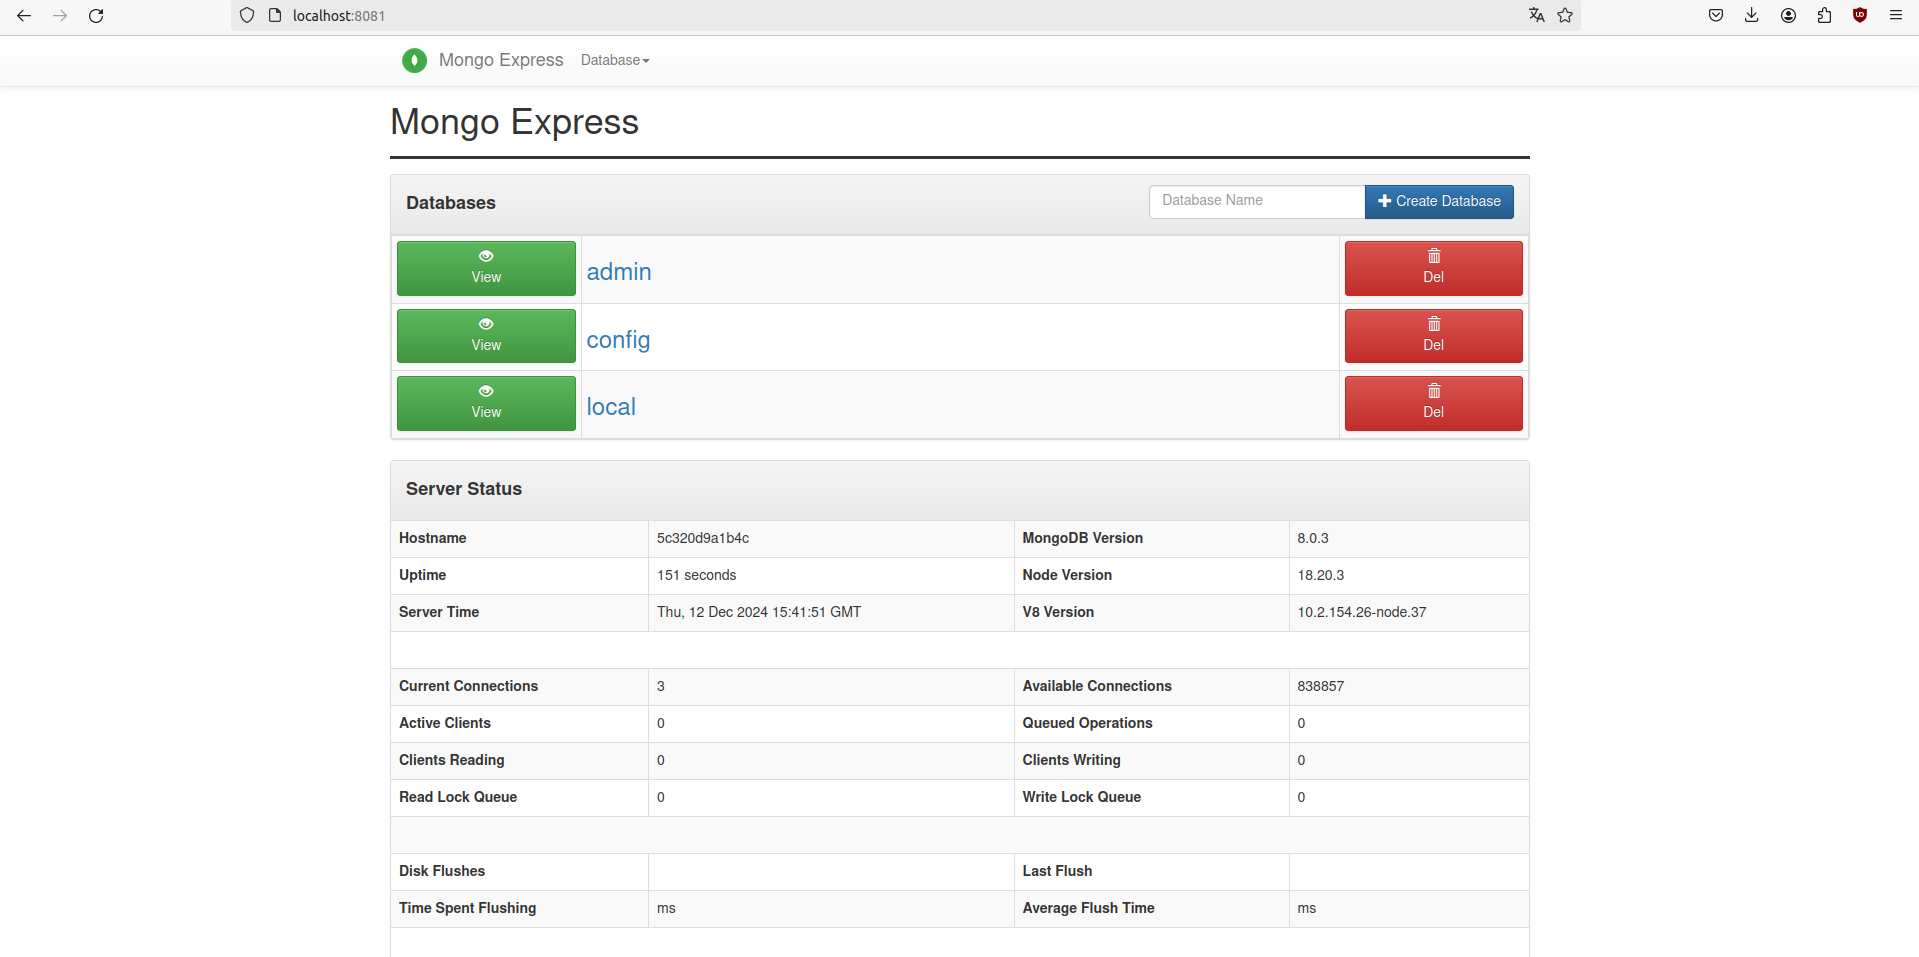 localhost:8081
Mongo Express Database
Mongo Express
Databases Database Name Create Database
View admin Del
View config Del
View local Del
Server Status
Hostname 5c320d9a1b4c MongoDB Version 8.0.3
Uptime 151 seconds Node Version 18.20.3
Server Time Thu, 12 Dec 2024 15:41:51 GMT V8 Version 10.2.154.26-node.37
Current Connections 3 Available Connections 838857
Active Clients 0 Queued Operations 0
Clients Reading 0 Clients Writing 0
Read Lock Queue 0 Write Lock Queue 0
Disk Flushes Last Flush
Time Spent Flushing ms Average Flush Time ms